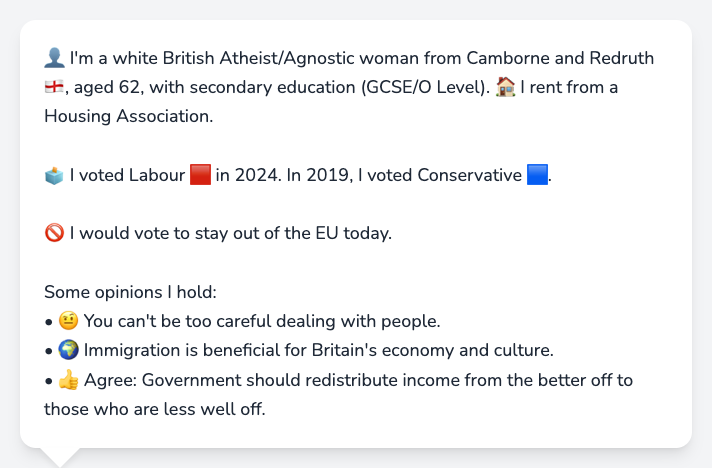 👤 I'm a white British Atheist/Agnostic woman from Camborne and Redruth
🏴󠁧󠁢󠁥󠁮󠁧󠁿, aged 62, with secondary education (GCSE/O Level). 🏠 I rent from a
Housing Association.
🗳️ I voted Labour 🟥 in 2024. In 2019, I voted Conservative 🟦.
🚫 I would vote to stay out of the EU today.
Some opinions I hold:
• 🤨 You can't be too careful dealing with people.
• 🌍 Immigration is beneficial for Britain's economy and culture.
• 👍 Agree: Government should redistribute income from the better off to
those who are less well off.